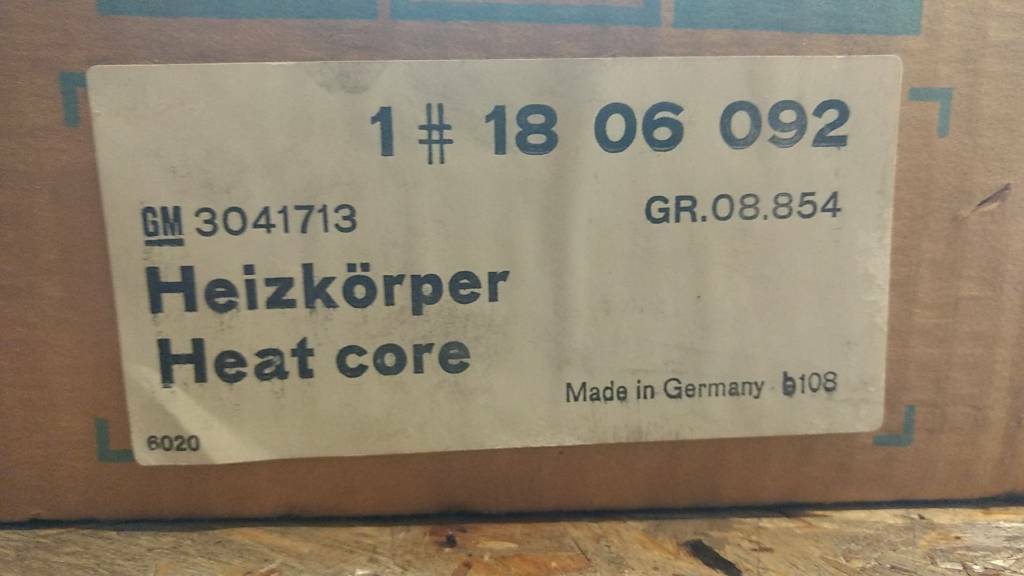 1 # 18 06 092
GM 3041713 GR.08.854
Heizkörper
Heat core
Made in Germany b108
6020